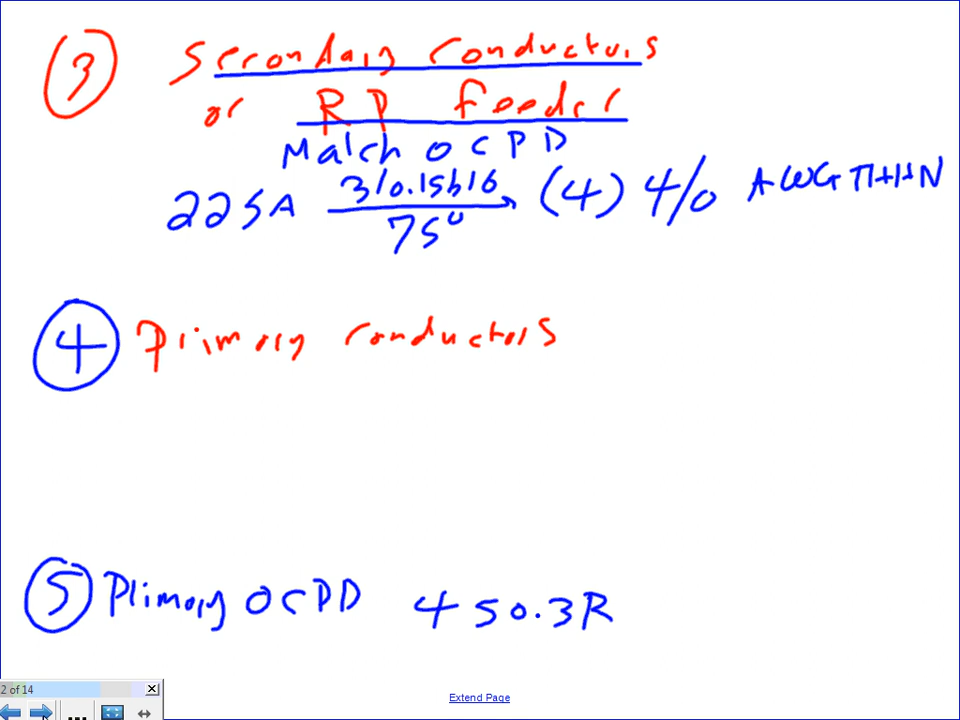 3 Secondary Conductors
or RP feeder
Match OCPD
225A 310.15b16 75° (4) 4/0 AWG THHN
4 Primary Conductors
5 Primary OCPD 450.3B
2 of 14
Extend Page